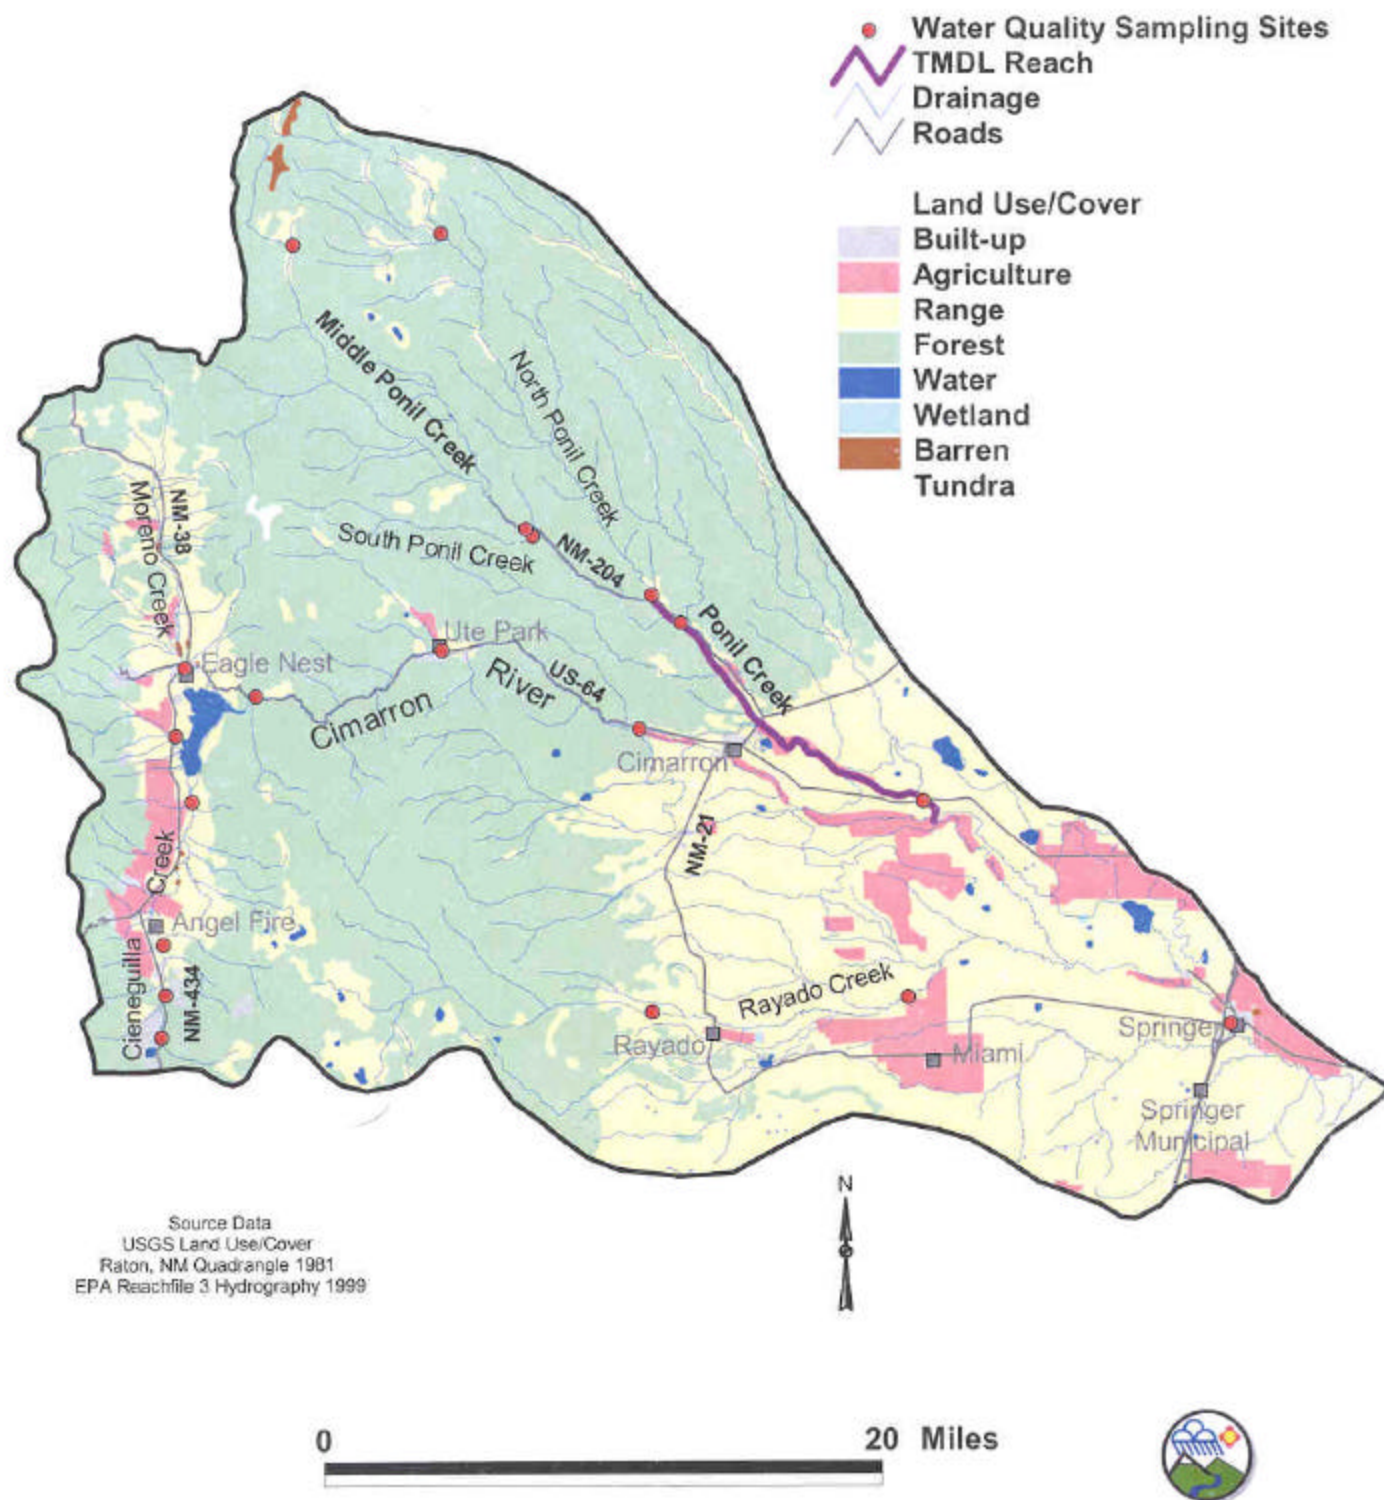 Water Quality Sampling Sites
TMDL Reach
Drainage
Roads
Land Use/Cover
Built-up
Agriculture
Range
Forest
Water
Wetland
Barren
Tundra
Middle Ponil Creek
North Ponil Creek
NM-38
Moreno Creek
South Ponil Creek
NM-204
Ponil Creek
Ute Park
Eagle Nest
US-64
Cimarron River
Cimarron
NM-21
Cieneguilla Creek
Angel Fire
NM-434
Rayado Creek
Rayado
Miami
Springer
Springer
Municipal
N
Source Data
USGS Land Use/Cover
Raton, NM Quadrangle 1981
EPA Reachfile 3 Hydrography 1999
0 20 Miles